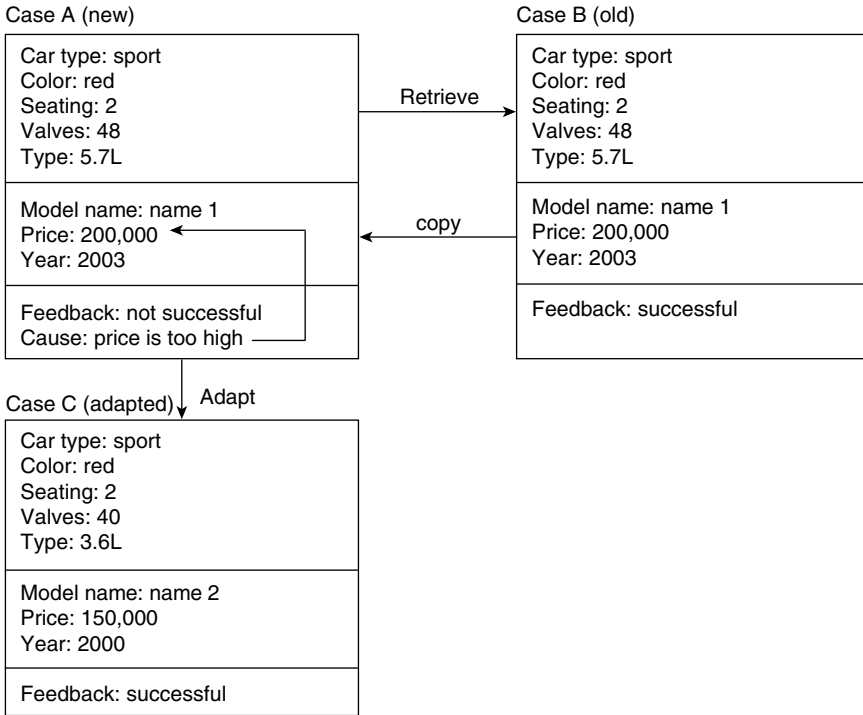 Case A (new)
Car type: sport
Color: red
Seating: 2
Valves: 48
Type: 5.7L
Model name: name 1
Price: 200,000
Year: 2003
Feedback: not successful
Cause: price is too high
Retrieve
copy
Case B (old)
Car type: sport
Color: red
Seating: 2
Valves: 48
Type: 5.7L
Model name: name 1
Price: 200,000
Year: 2003
Feedback: successful
Adapt
Case C (adapted)
Car type: sport
Color: red
Seating: 2
Valves: 40
Type: 3.6L
Model name: name 2
Price: 150,000
Year: 2000
Feedback: successful